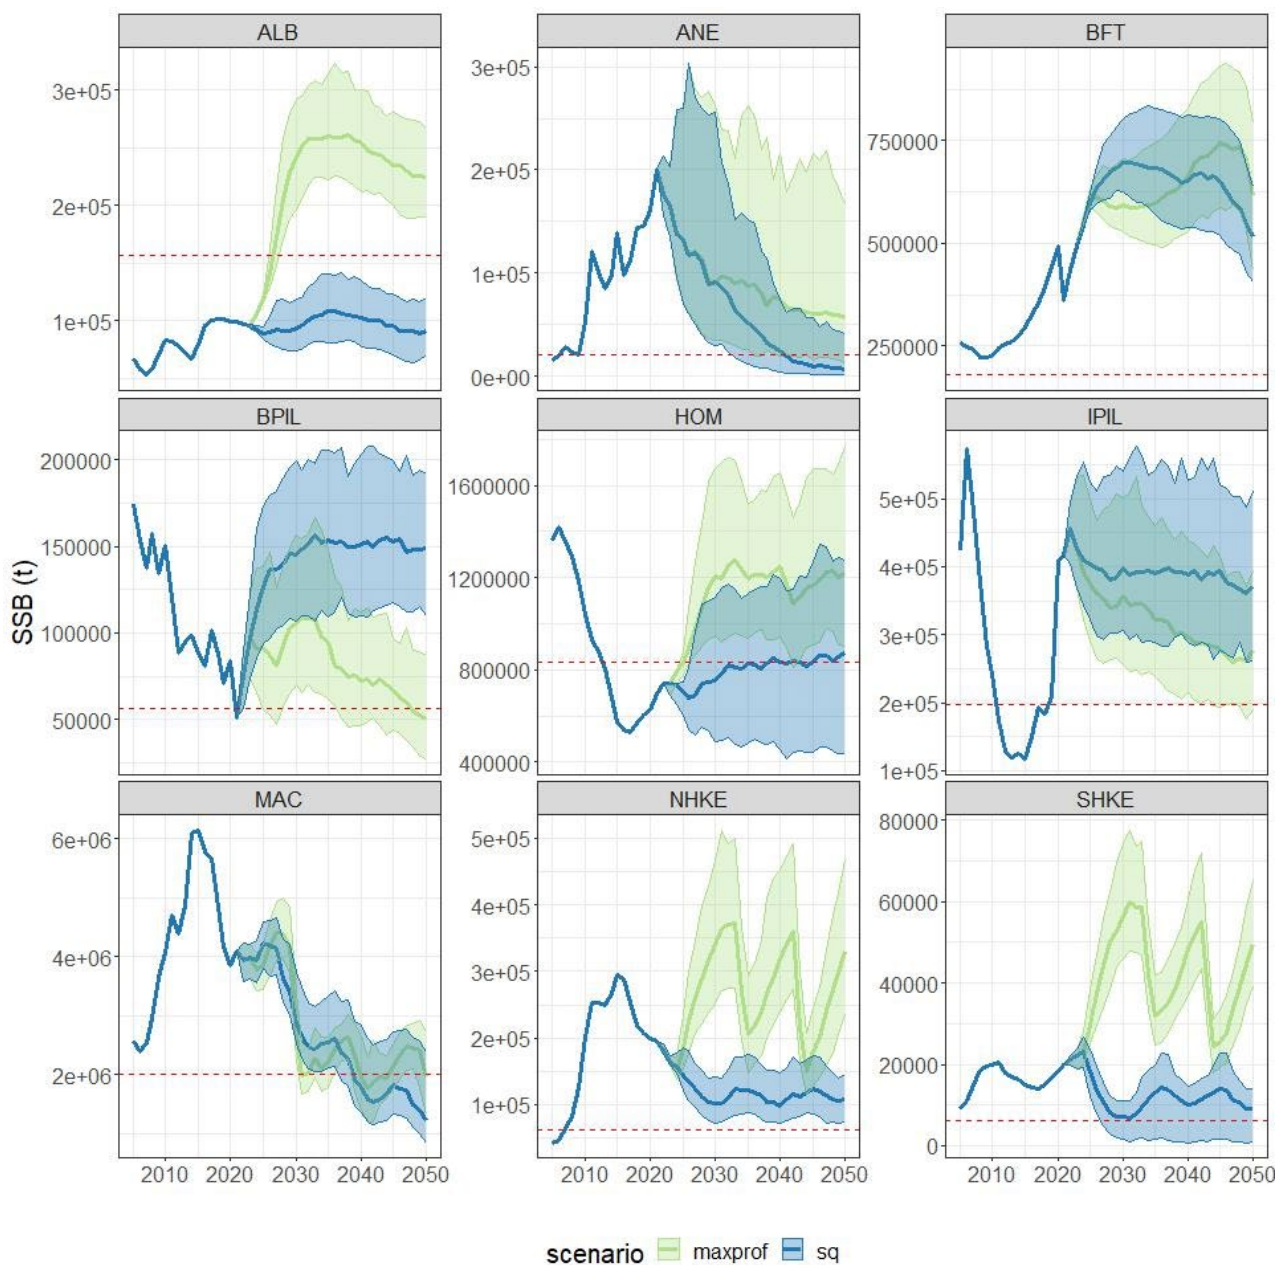 ALB
ANE
BFT
3e+05
2e+05
1e+05
3e+05
2e+05
1e+05
0e+00
750000
500000
250000
BPIL
HOM
IPIL
SSB (t)
200000
150000
100000
50000
1600000
1200000
800000
400000
5e+05
4e+05
3e+05
2e+05
1e+05
MAC
NHKE
SHKE
6e+06
4e+06
2e+06
5e+05
4e+05
3e+05
2e+05
1e+05
80000
60000
40000
20000
0
2010 2020 2030 2040 2050
2010 2020 2030 2040 2050
2010 2020 2030 2040 2050
scenario maxprof sq